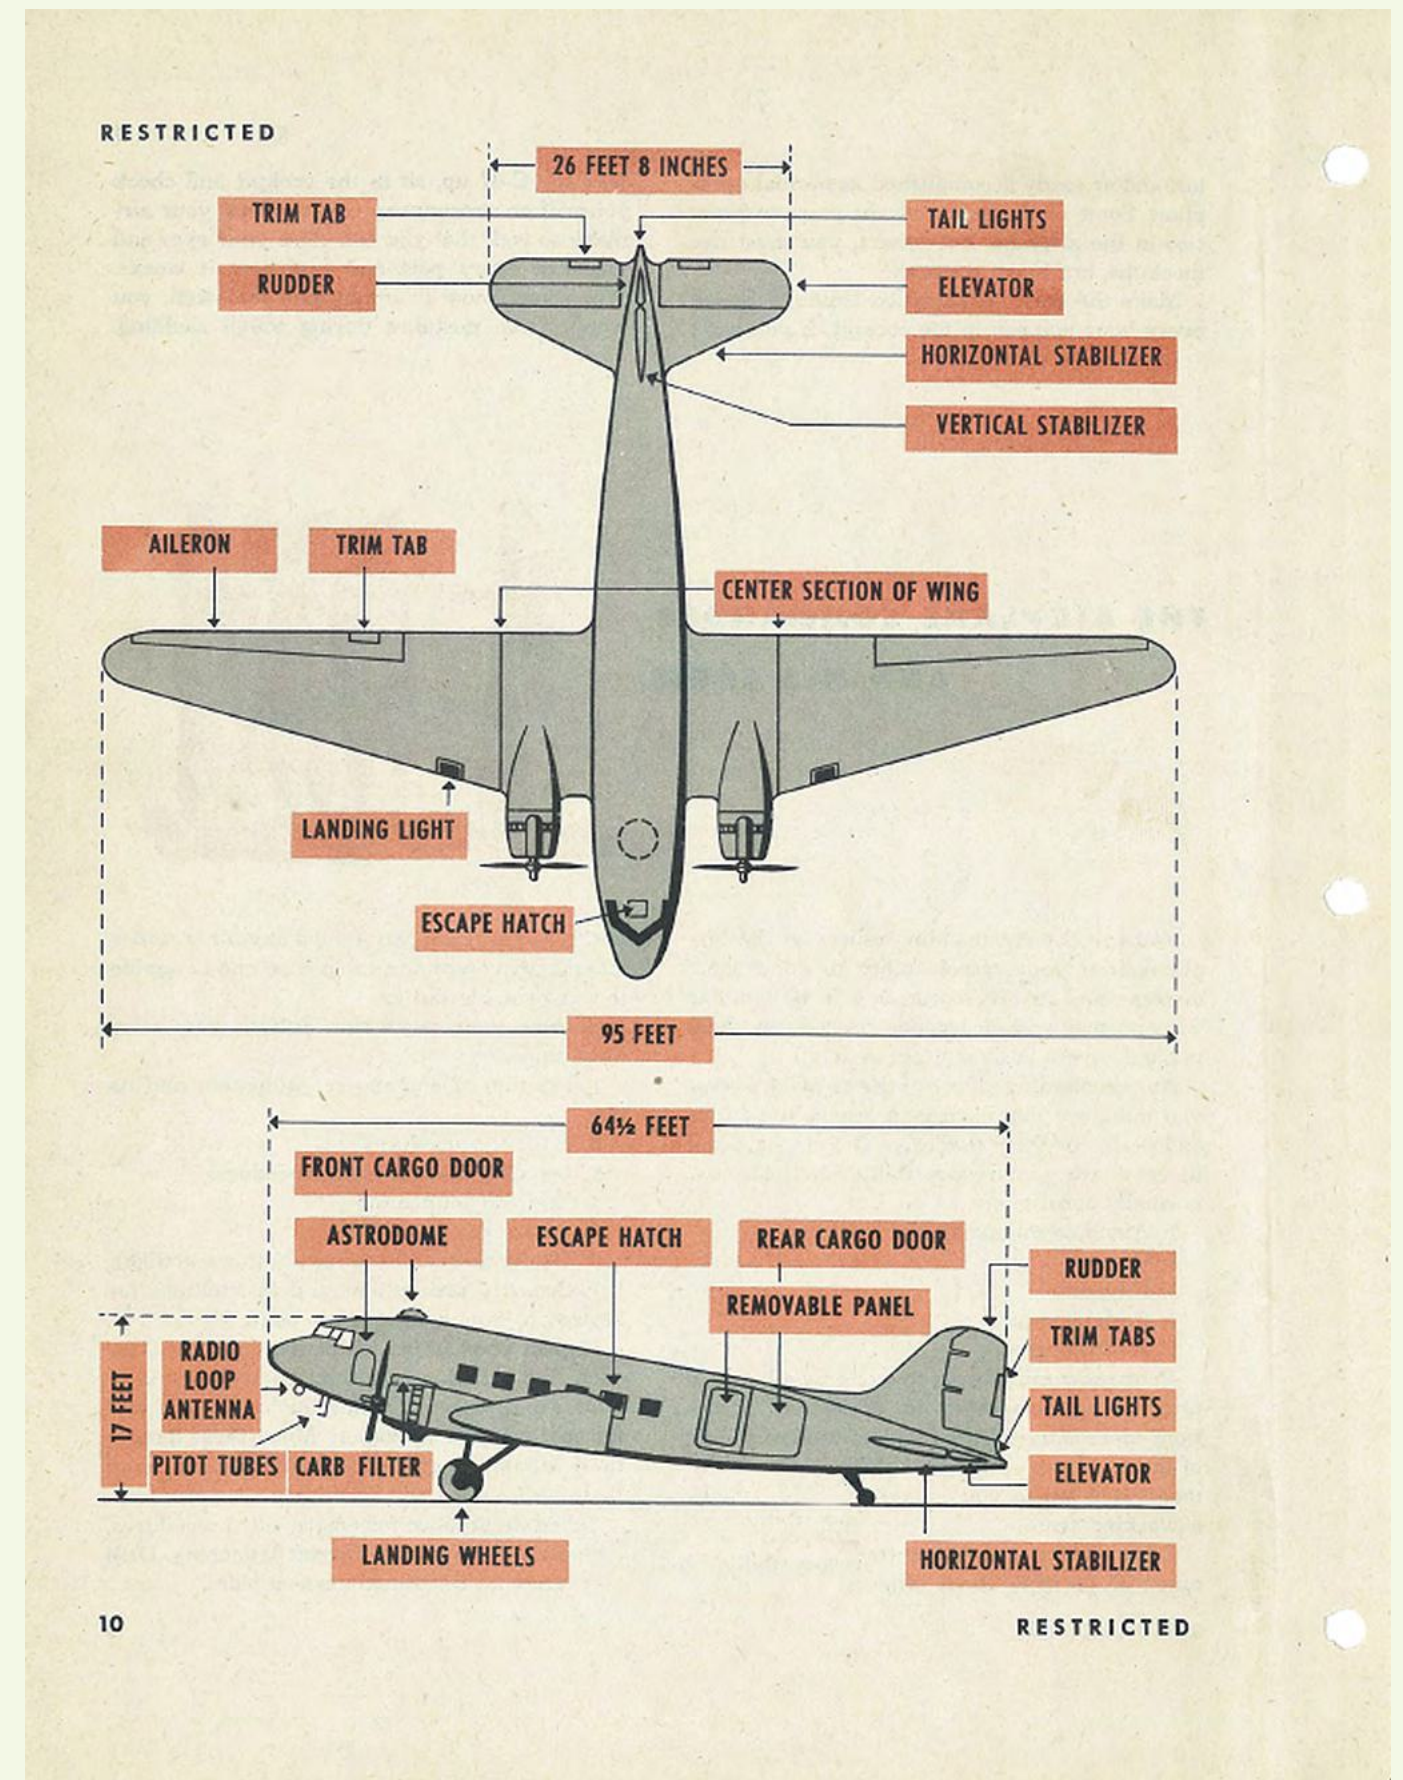 RESTRICTED
26 FEET 8 INCHES
TRIM TAB
TAIL LIGHTS
RUDDER
ELEVATOR
HORIZONTAL STABILIZER
VERTICAL STABILIZER
AILERON
TRIM TAB
CENTER SECTION OF WING
LANDING LIGHT
ESCAPE HATCH
95 FEET
64½ FEET
FRONT CARGO DOOR
ASTRODOME
ESCAPE HATCH
REAR CARGO DOOR
RUDDER
REMOVABLE PANEL
TRIM TABS
17 FEET
RADIO
LOOP
ANTENNA
TAIL LIGHTS
PITOT TUBES
CARB FILTER
ELEVATOR
LANDING WHEELS
HORIZONTAL STABILIZER
10
RESTRICTED